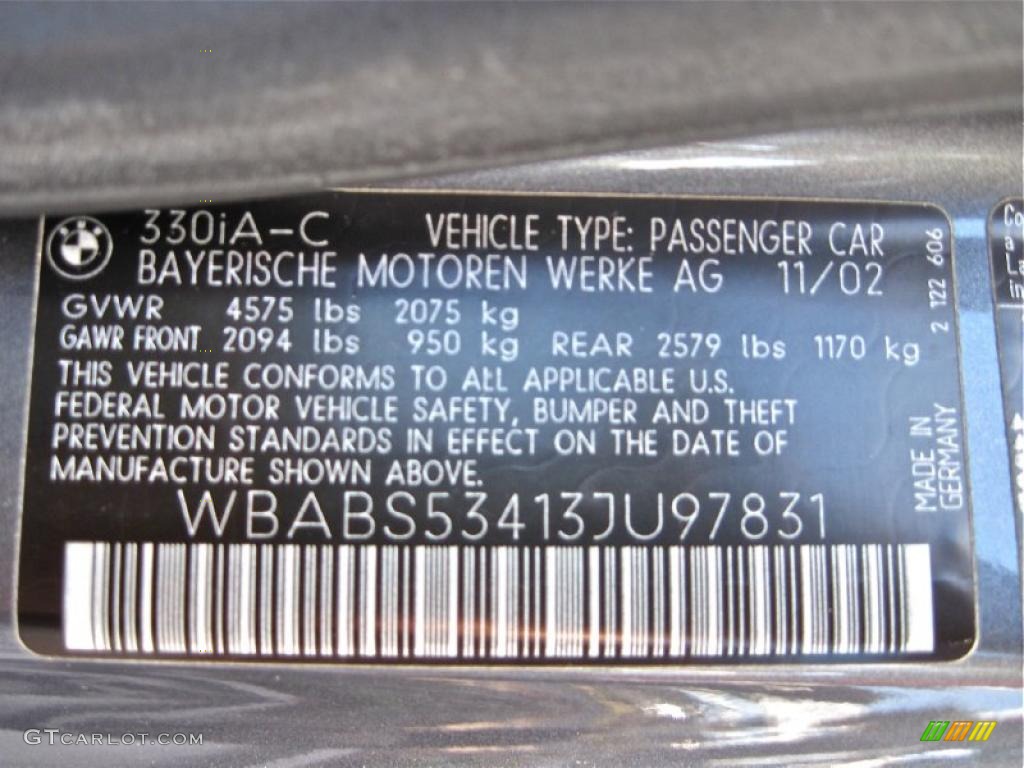 330iA-C VEHICLE TYPE: PASSENGER CAR
BAYERISCHE MOTOREN WERKE AG 11/02
GVWR 4575 lbs 2075 kg
GAWR FRONT 2094 lbs 950 kg REAR 2579 lbs 1170 kg
THIS VEHICLE CONFORMS TO ALL APPLICABLE U.S.
FEDERAL MOTOR VEHICLE SAFETY, BUMPER AND THEFT
PREVENTION STANDARDS IN EFFECT ON THE DATE OF
MANUFACTURE SHOWN ABOVE.
WBABS53413JU97831
2 122 606
MADE IN
GERMANY
GTCARLOT.COM